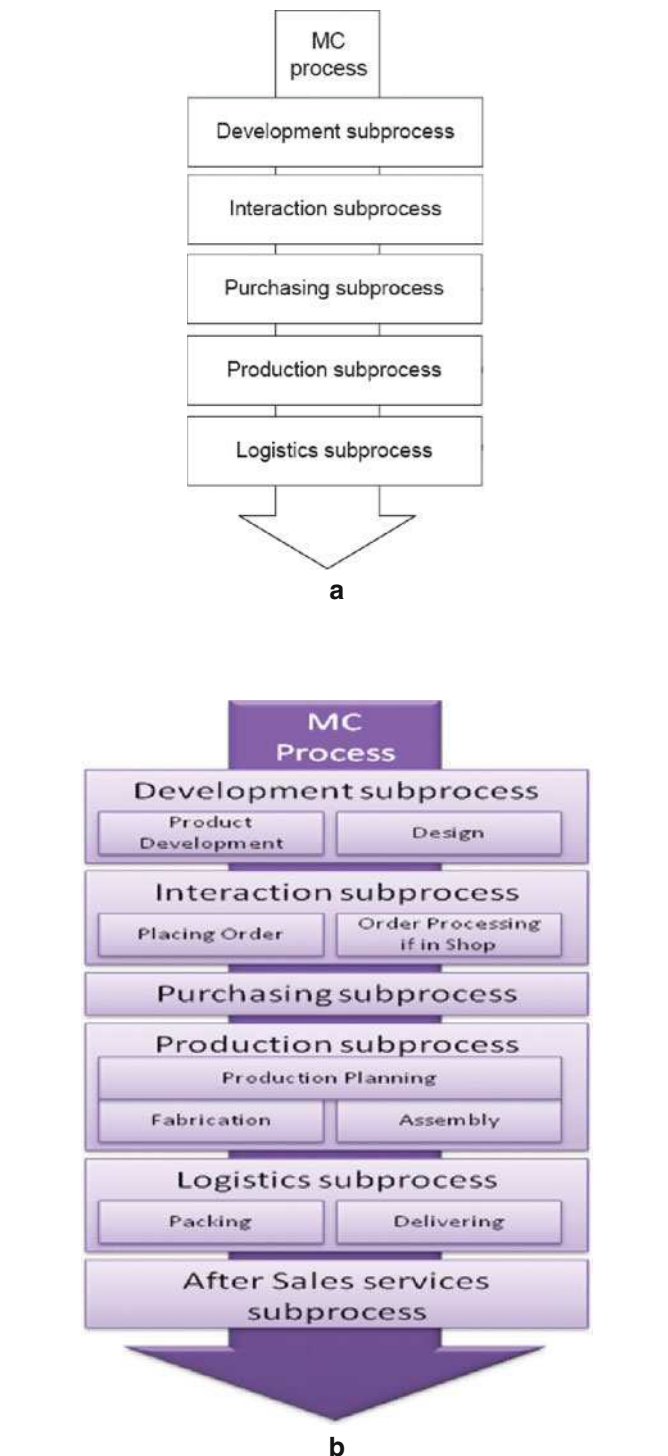 MC
process
Development subprocess
Interaction subprocess
Purchasing subprocess
Production subprocess
Logistics subprocess
a
MC
Process
Development subprocess
Product
Development
Design
Interaction subprocess
Placing Order
Order Processing
if in Shop
Purchasing subprocess
Production subprocess
Production Planning
Fabrication
Assembly
Logistics subprocess
Packing
Delivering
After Sales services
subprocess
b